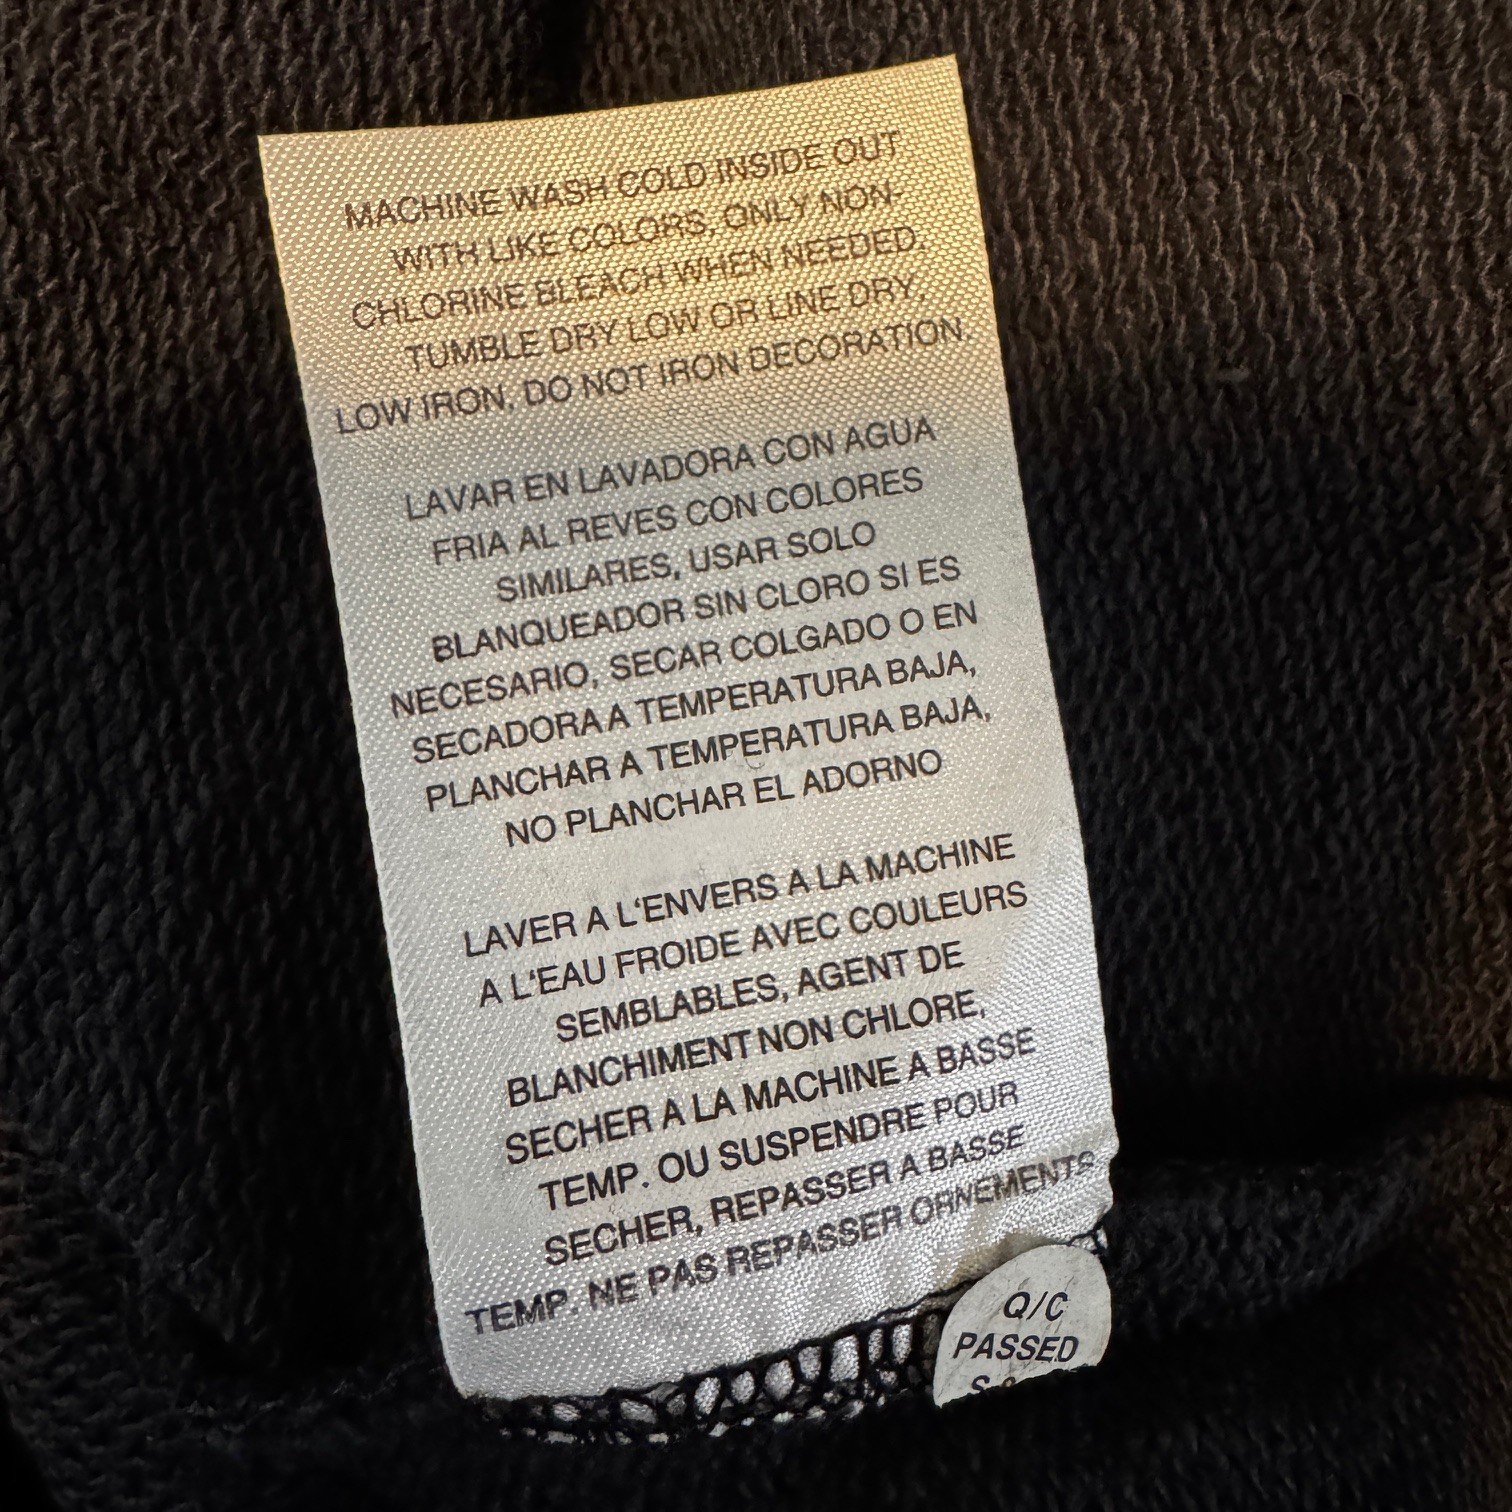 MACHINE WASH COLD INSIDE OUT
WITH LIKE COLORS, ONLY NON-
CHLORINE BLEACH WHEN NEEDED.
TUMBLE DRY LOW OR LINE DRY,
LOW IRON, DO NOT IRON DECORATION.
LAVAR EN LAVADORA CON AGUA
FRIA AL REVES CON COLORES
SIMILARES, USAR SOLO
BLANQUEADOR SIN CLORO SI ES
NECESARIO, SECAR COLGADO O EN
SECADORA A TEMPERATURA BAJA,
PLANCHAR A TEMPERATURA BAJA,
NO PLANCHAR EL ADORNO
LAVER A L'ENVERS A LA MACHINE
A L'EAU FROIDE AVEC COULEURS
SEMBLABLES, AGENT DE
BLANCHIMENT NON CHLORE,
SECHER A LA MACHINE A BASSE
TEMP. OU SUSPENDRE POUR
SECHER, REPASSER A BASSE
TEMP. NE PAS REPASSER ORNEMENTS
Q/C
PASSED